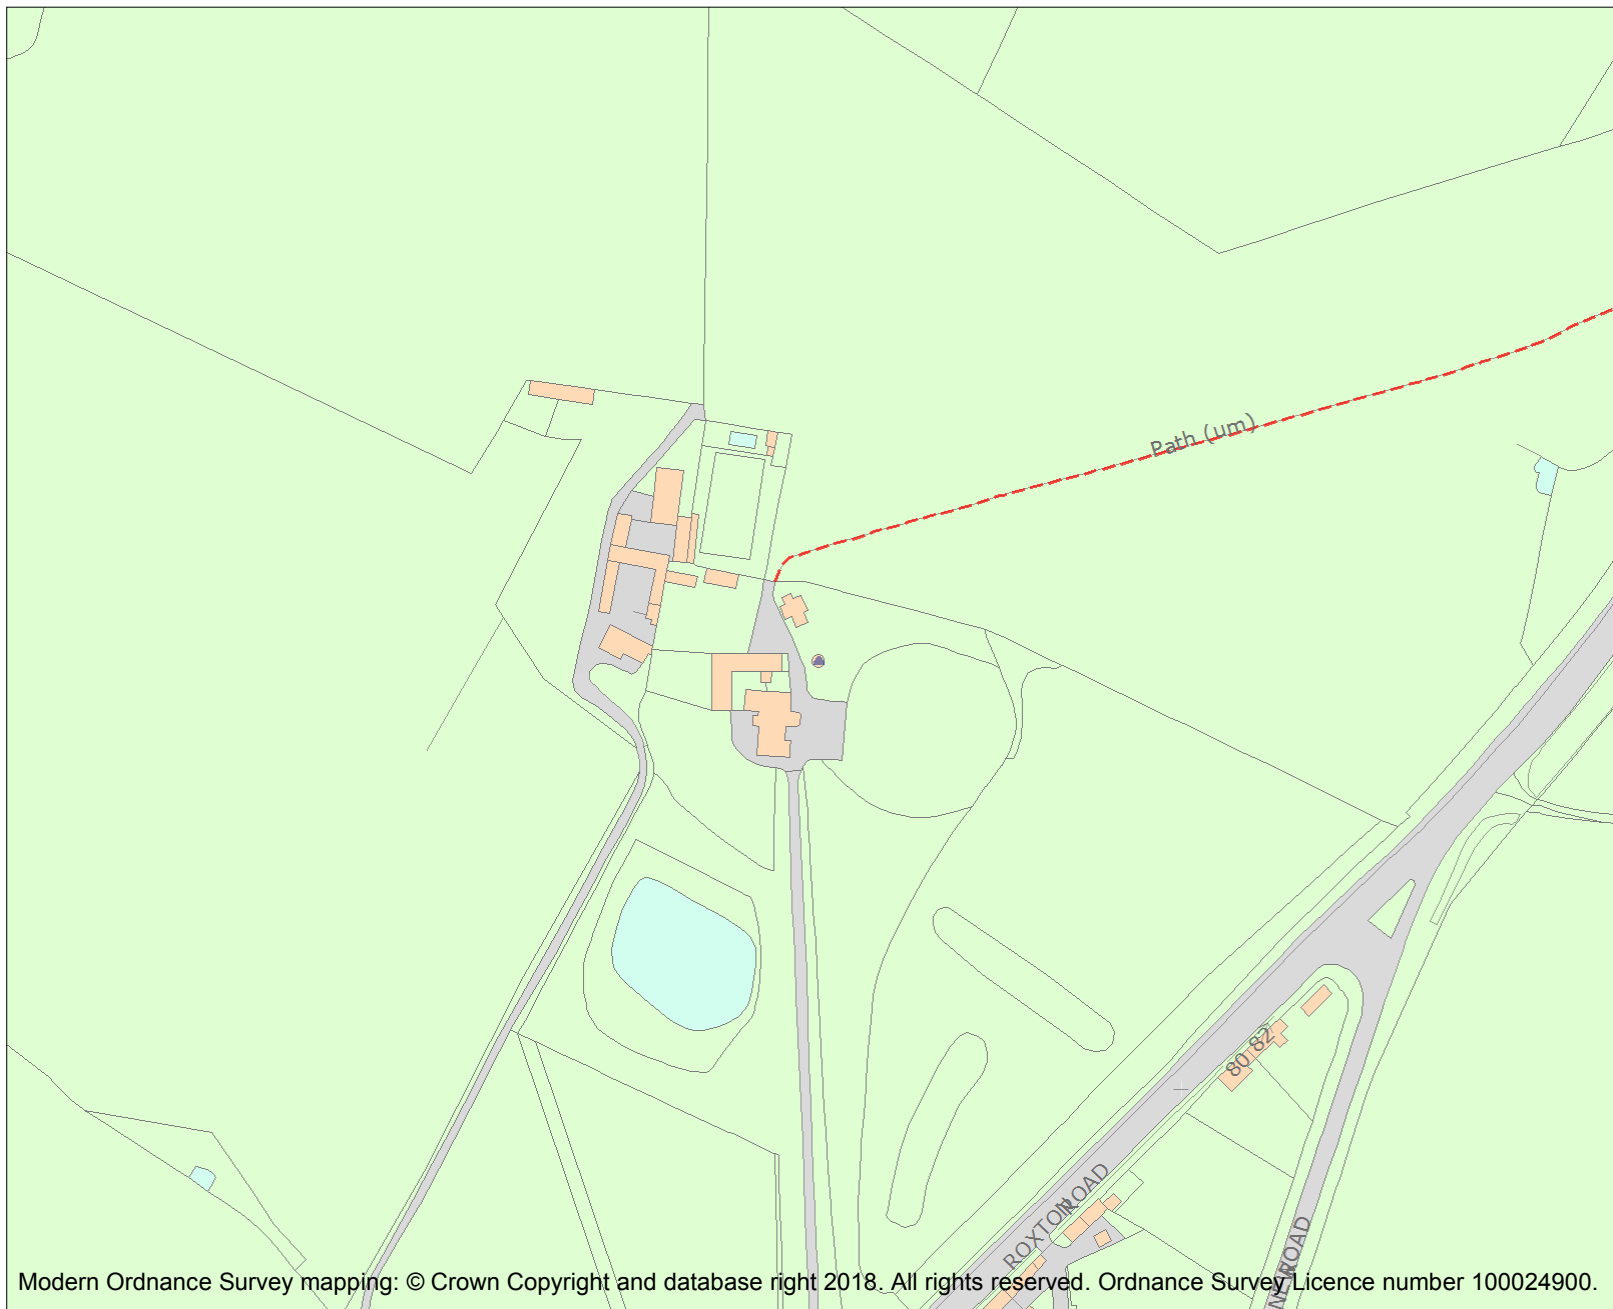 Path (um)
80 82
ROXTON ROAD
ROAD
Modern Ordnance Survey mapping: © Crown Copyright and database right 2018. All rights reserved. Ordnance Survey Licence number 100024900.